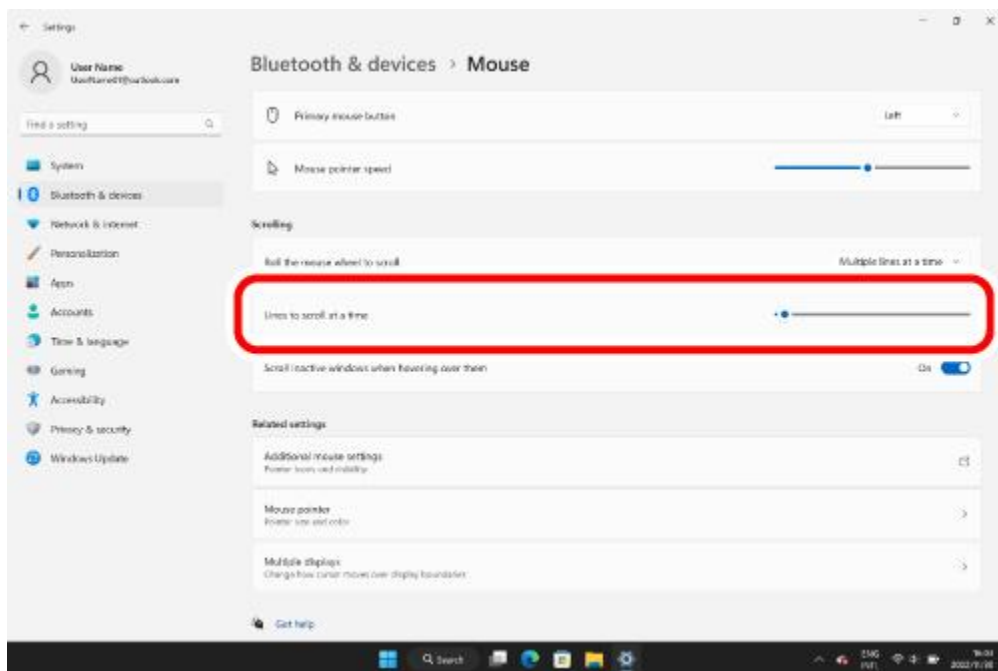 Settings
User Name
Find a setting
System
Bluetooth & devices
Network & internet
Personalization
Apps
Accounts
Time & language
Gaming
Accessibility
Privacy & security
Windows Update
Bluetooth & devices > Mouse
Primary mouse button
Left
Mouse pointer speed
Scrolling
Roll the mouse wheel to scroll
Multiple lines at a time
Lines to scroll at a time
Scroll inactive windows when hovering over them
On
Related settings
Additional mouse settings
Pointer icons and visibility
Mouse pointer
Pointer size and color
Multiple displays
Change how cursor moves over display boundaries
Get help
Search
ENG
INTL